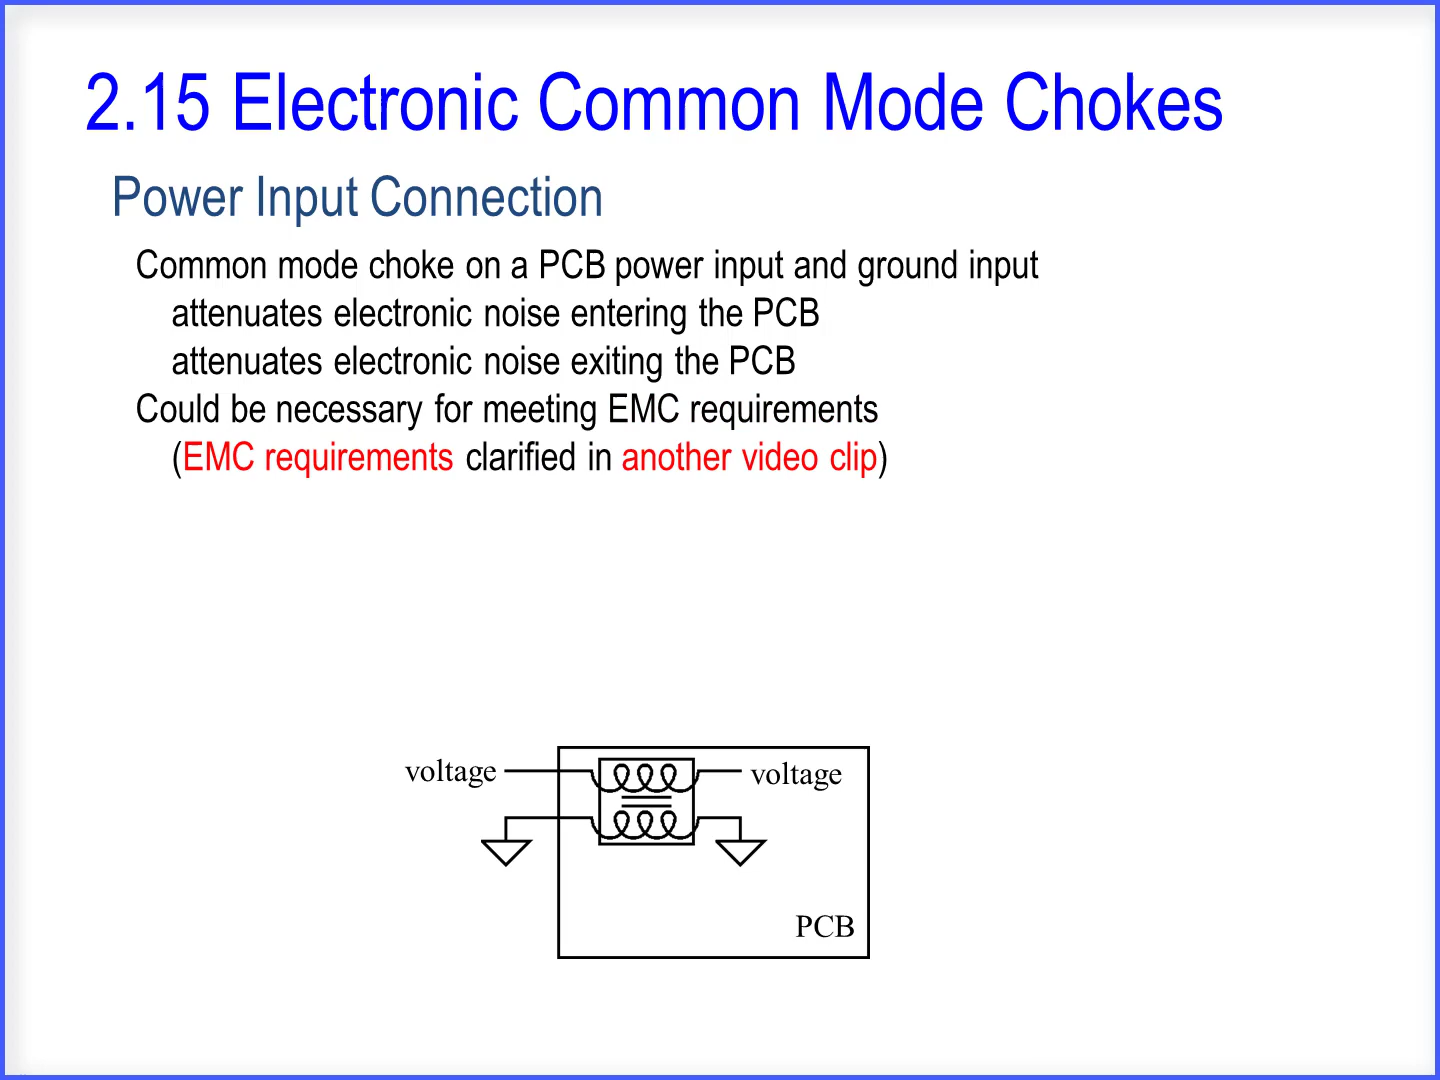 2.15 Electronic Common Mode Chokes
Power Input Connection
Common mode choke on a PCB power input and ground input
attenuates electronic noise entering the PCB
attenuates electronic noise exiting the PCB
Could be necessary for meeting EMC requirements
(EMC requirements clarified in another video clip)
voltage
voltage
PCB